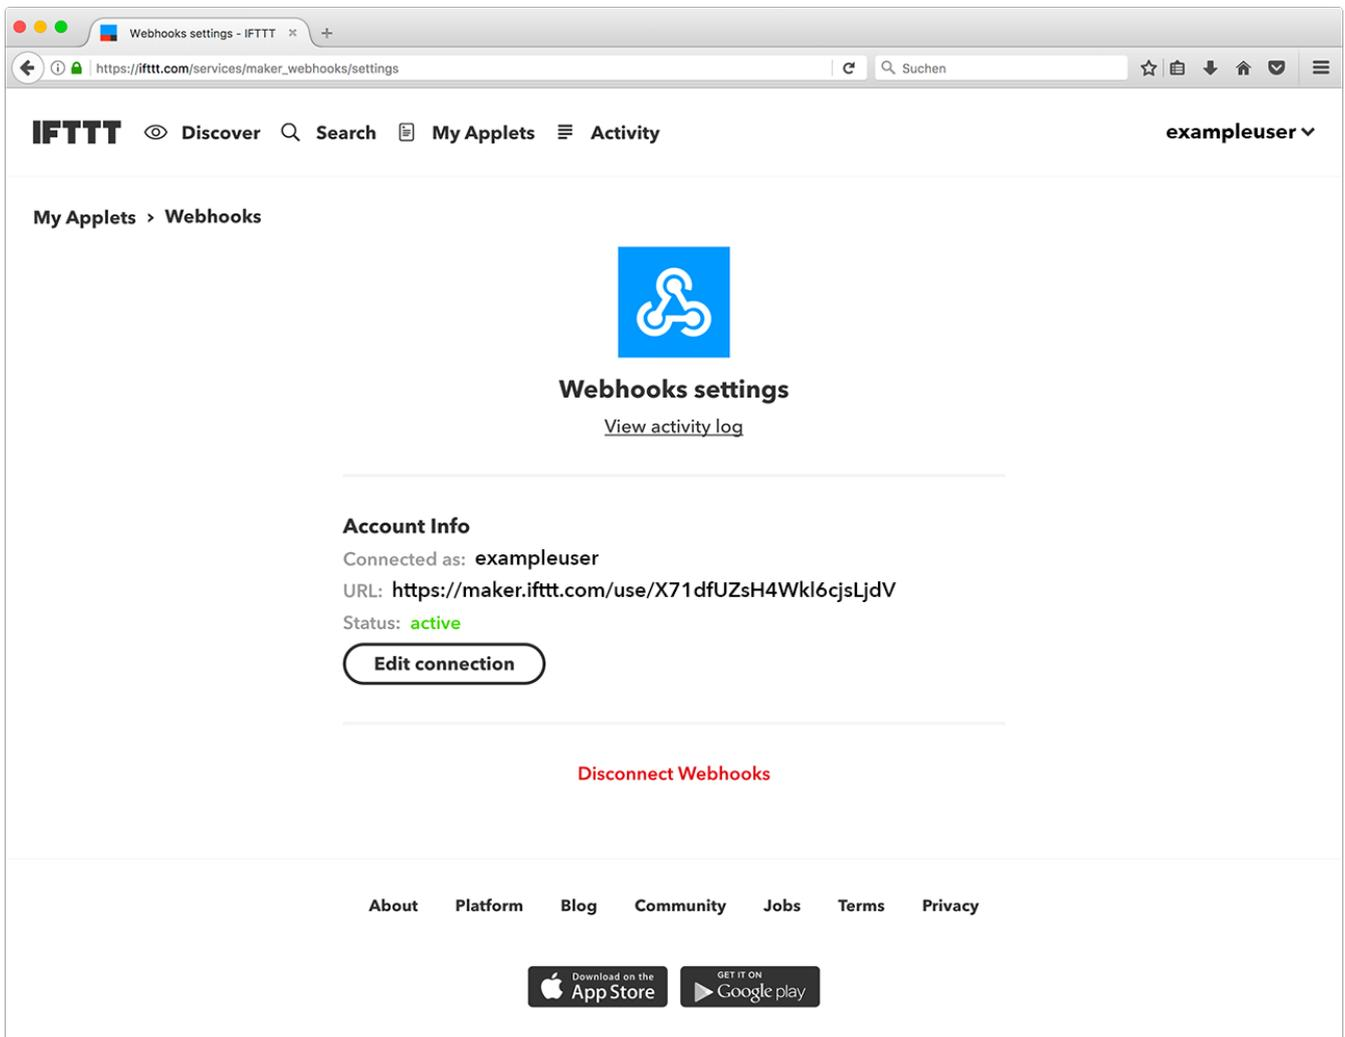 Webhooks settings - IFTTT
https://ifttt.com/services/maker_webhooks/settings
Suchen
IFTTT Discover Search My Applets Activity exampleuser
My Applets > Webhooks
Webhooks settings
View activity log
Account Info
Connected as: exampleuser
URL: https://maker.ifttt.com/use/X71dfUZsH4Wkl6cjsLjdV
Status: active
Edit connection
Disconnect Webhooks
About Platform Blog Community Jobs Terms Privacy
Download on the App Store
GET IT ON Google play